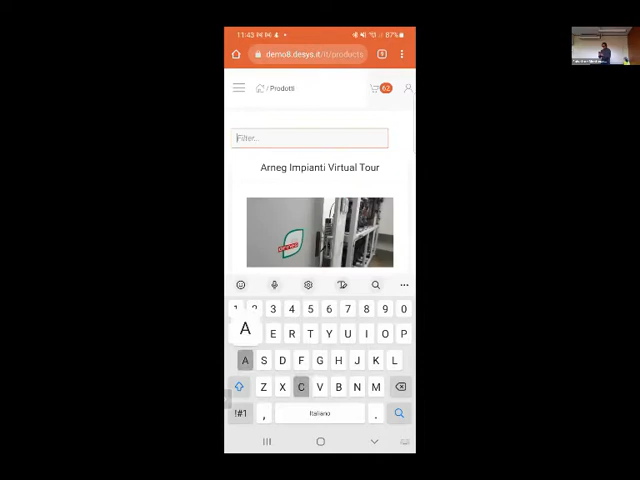 11:43
87%
demo8.desys.it/it/products
9
/ Prodotti
62
Filter...
Arneg Impianti Virtual Tour
arneg
1 2 3 4 5 6 7 8 9 0
A
E R T Y U I O P
A S D F G H J K L
Z X C V B N M
!#1 , Italiano .